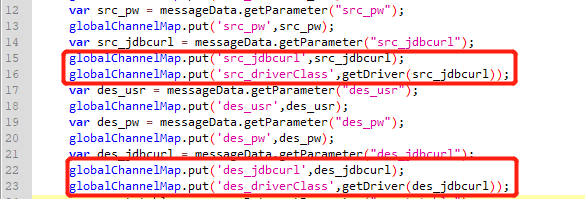 12 var src_pw = messageData.getParameter("src_pw");
13 globalChannelMap.put('src_pw',src_pw);
14 var src_jdbcurl = messageData.getParameter("src_jdbcurl");
15 globalChannelMap.put('src_jdbcurl',src_jdbcurl);
16 globalChannelMap.put('src_driverClass',getDriver(src_jdbcurl));
17 var des_usr = messageData.getParameter("des_usr");
18 globalChannelMap.put('des_usr',des_usr);
19 var des_pw = messageData.getParameter("des_pw");
20 globalChannelMap.put('des_pw',des_pw);
21 var des_jdbcurl = messageData.getParameter("des_jdbcurl");
22 globalChannelMap.put('des_jdbcurl',des_jdbcurl);
23 globalChannelMap.put('des_driverClass',getDriver(des_jdbcurl));